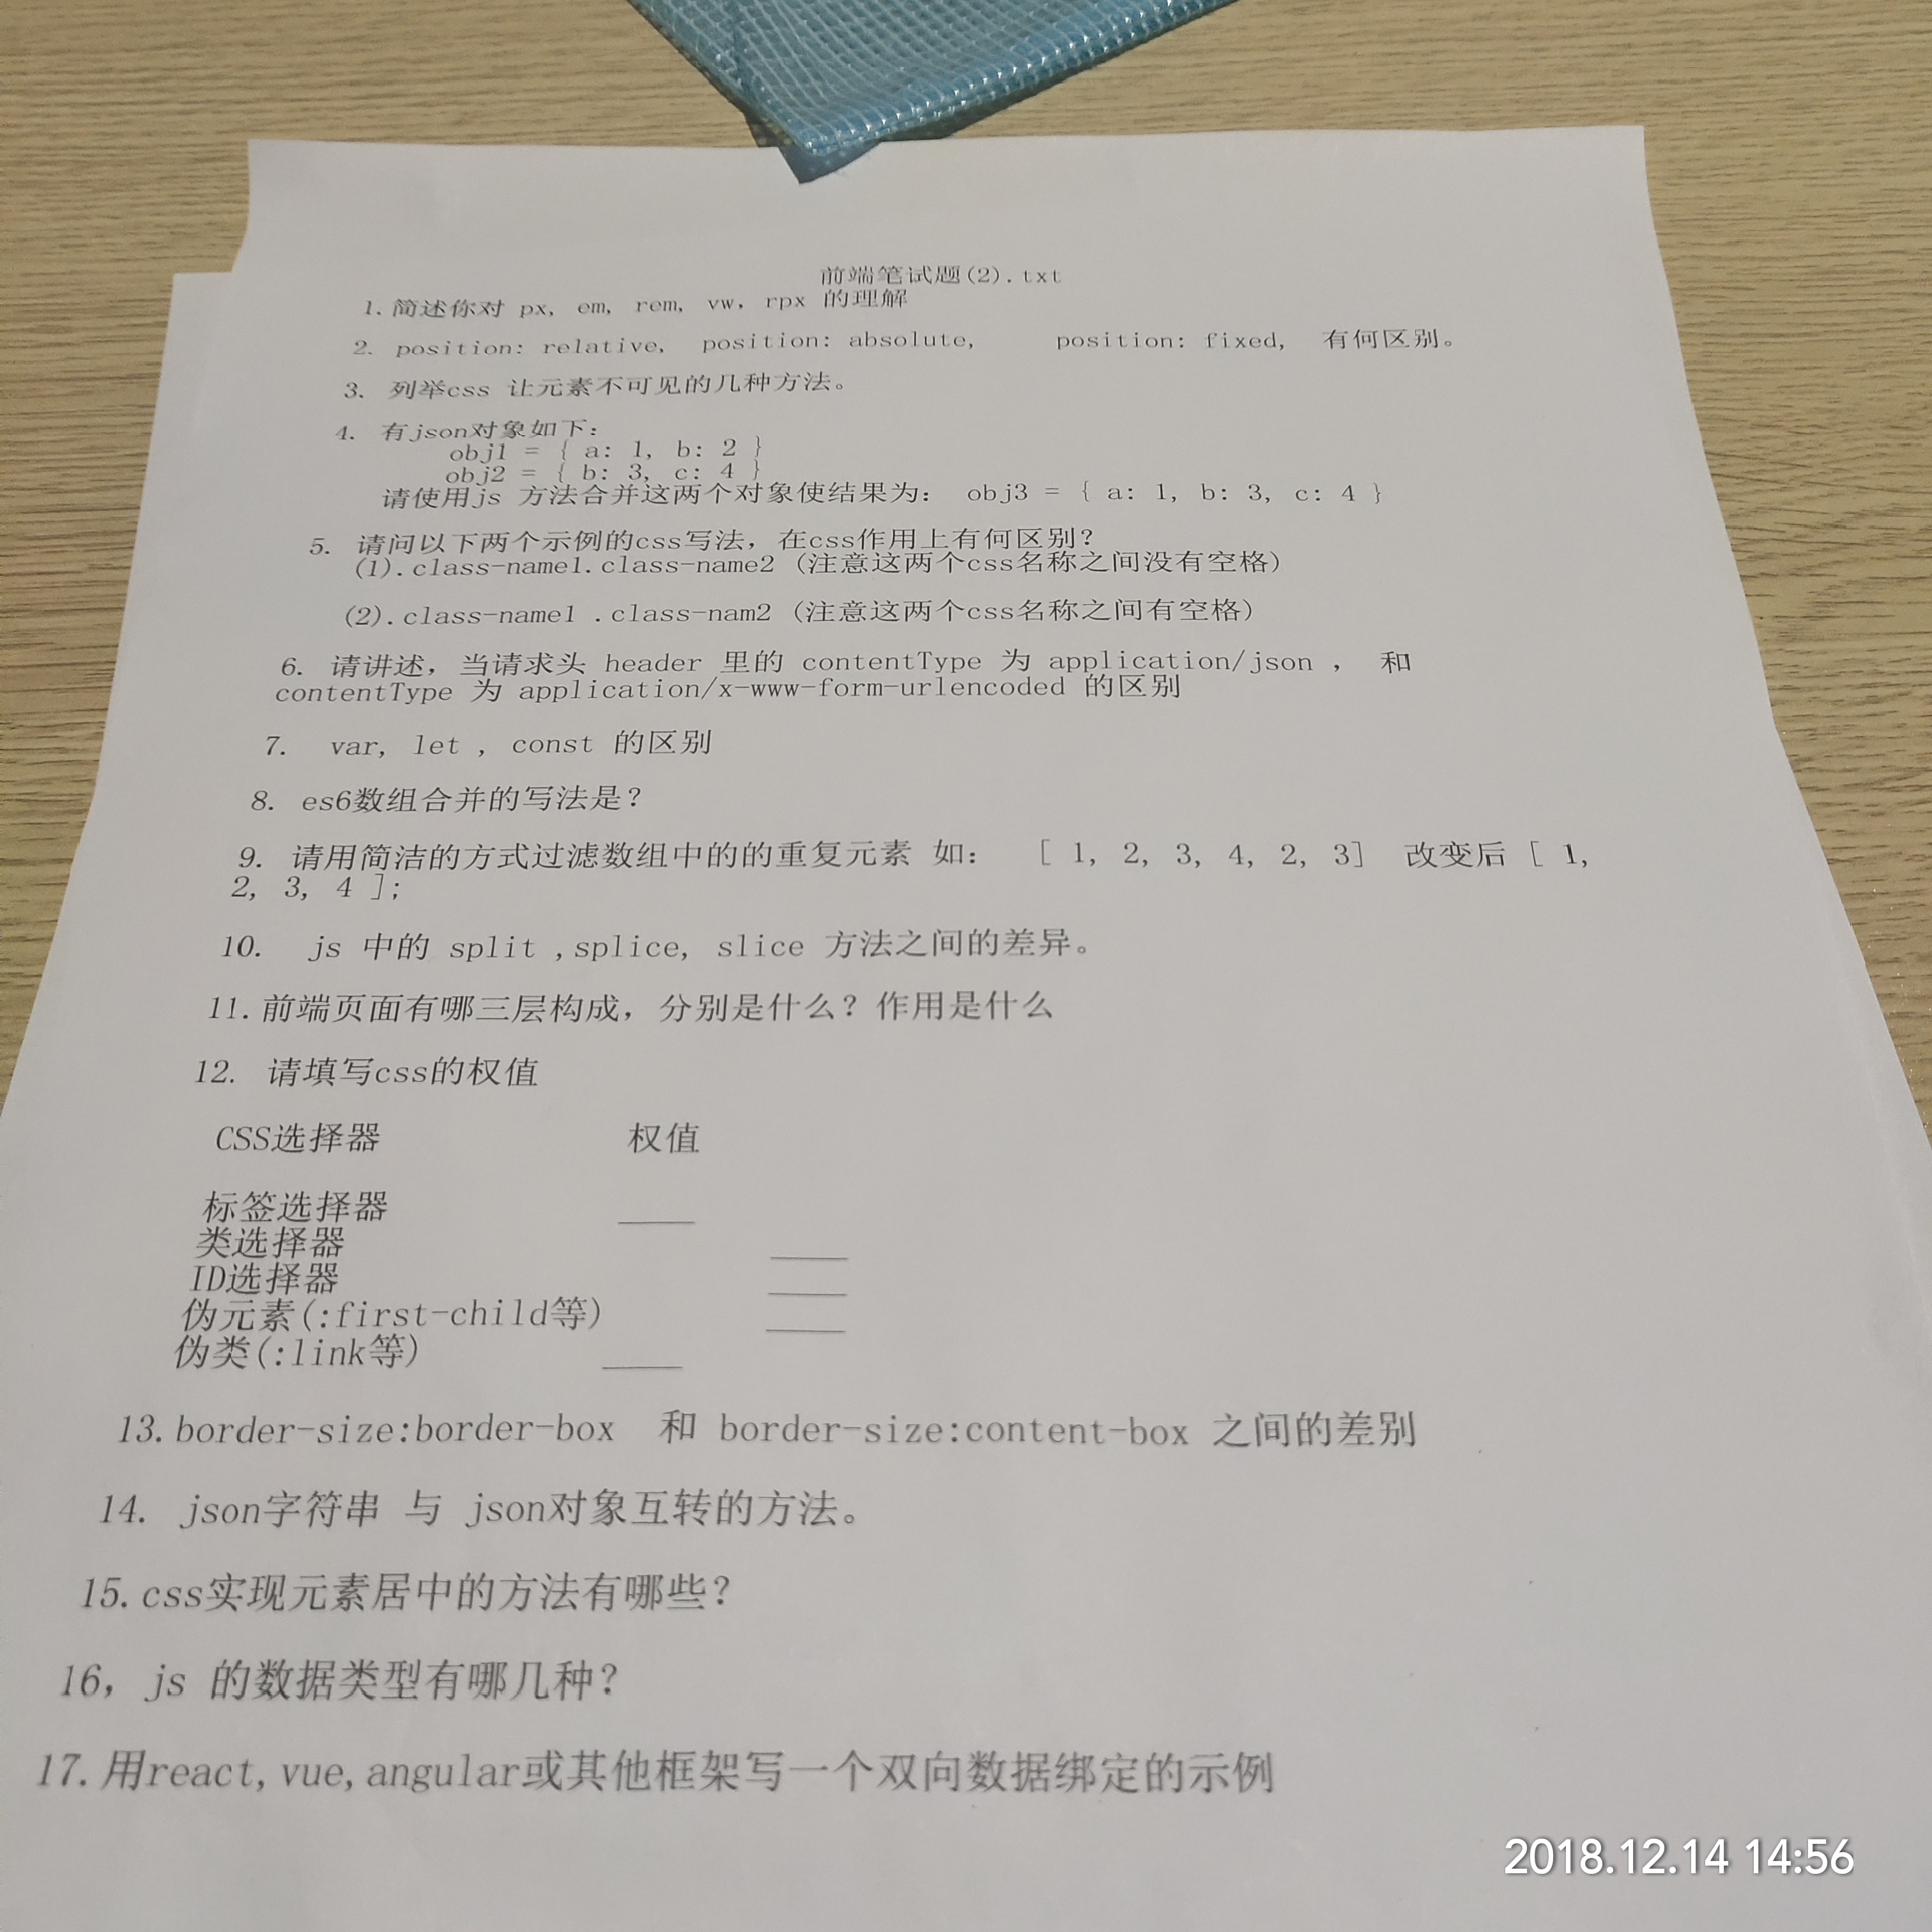 前端笔试题(2).txt
1.简述你对 px, em, rem, vw, rpx 的理解
2. position: relative, position: absolute, position: fixed, 有何区别。
3. 列举css 让元素不可见的几种方法。
4. 有json对象如下:
obj1 = { a: 1, b: 2 }
obj2 = { b: 3, c: 4 }
请使用js 方法合并这两个对象使结果为: obj3 = { a: 1, b: 3, c: 4 }
5. 请问以下两个示例的css写法，在css作用上有何区别?
(1).class-name1.class-name2 (注意这两个css名称之间没有空格)
(2).class-name1 .class-nam2 (注意这两个css名称之间有空格)
6. 请讲述，当请求头 header 里的 contentType 为 application/json ， 和
contentType 为 application/x-www-form-urlencoded 的区别
7. var, let , const 的区别
8. es6数组合并的写法是?
9. 请用简洁的方式过滤数组中的的重复元素 如: [ 1, 2, 3, 4, 2, 3] 改变后 [ 1,
2, 3, 4 ];
10. js 中的 split ,splice, slice 方法之间的差异。
11.前端页面有哪三层构成，分别是什么? 作用是什么
12. 请填写css的权值
CSS选择器 权值
标签选择器 ____
类选择器 ____
ID选择器 ____
伪元素(:first-child等) ____
伪类(:link等) ____
13.border-size:border-box 和 border-size:content-box 之间的差别
14. json字符串 与 json对象互转的方法。
15.css实现元素居中的方法有哪些?
16, js 的数据类型有哪几种?
17.用react,vue,angular或其他框架写一个双向数据绑定的示例
2018.12.14 14:56